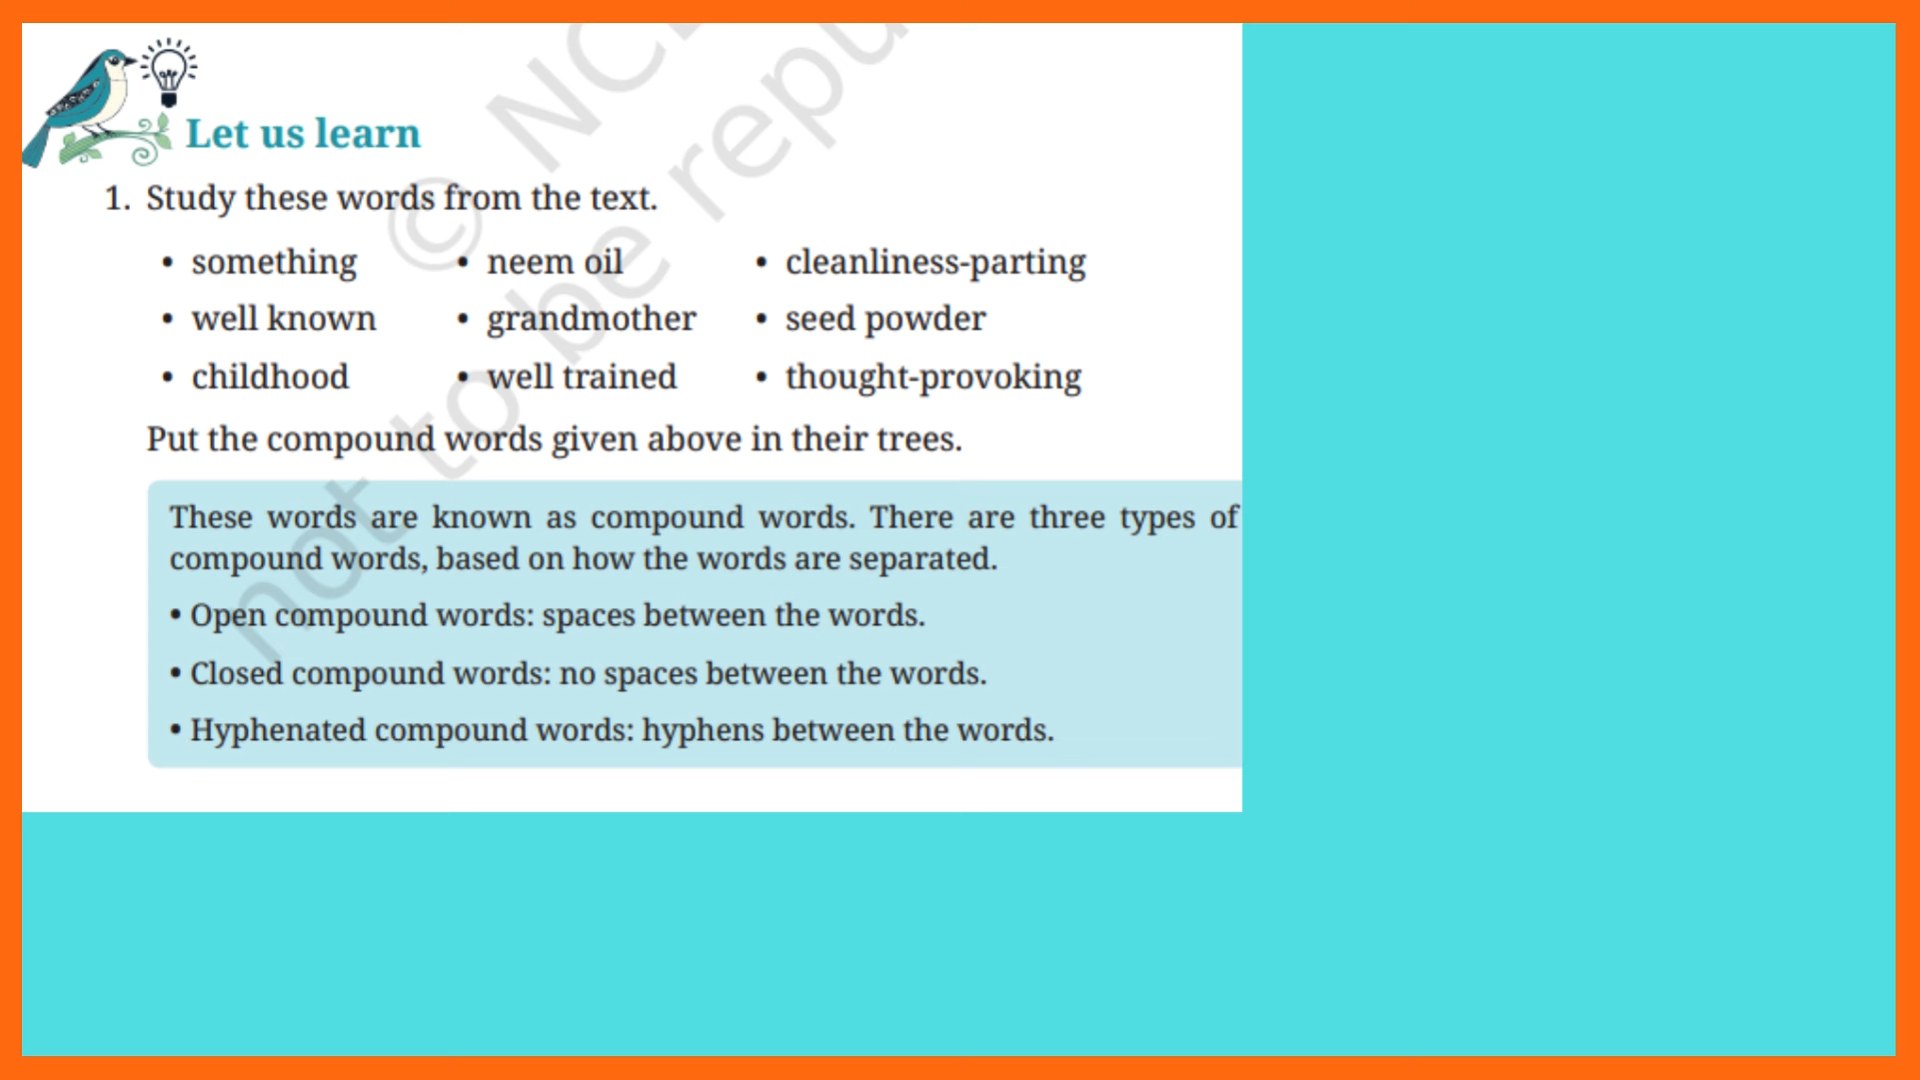 Let us learn
1. Study these words from the text.
• something • neem oil • cleanliness-parting
• well known • grandmother • seed powder
• childhood • well trained • thought-provoking
Put the compound words given above in their trees.
These words are known as compound words. There are three types of
compound words, based on how the words are separated.
• Open compound words: spaces between the words.
• Closed compound words: no spaces between the words.
• Hyphenated compound words: hyphens between the words.
©
not to be repu